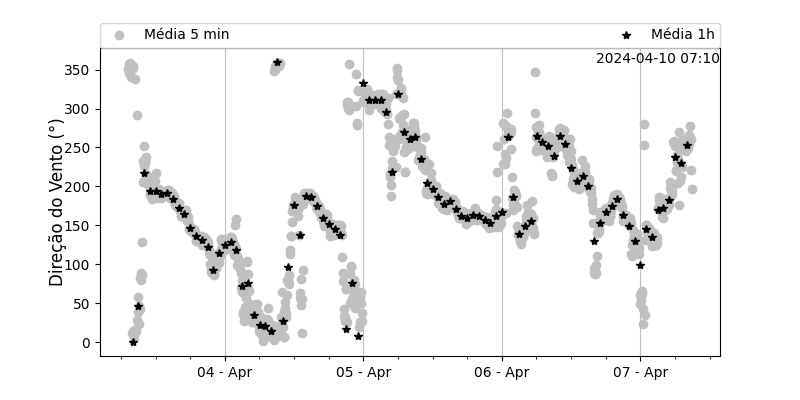 Média 5 min
Média 1h
2024-04-10 07:10
Direção do Vento (°)
350
300
250
200
150
100
50
0
04 - Apr
05 - Apr
06 - Apr
07 - Apr